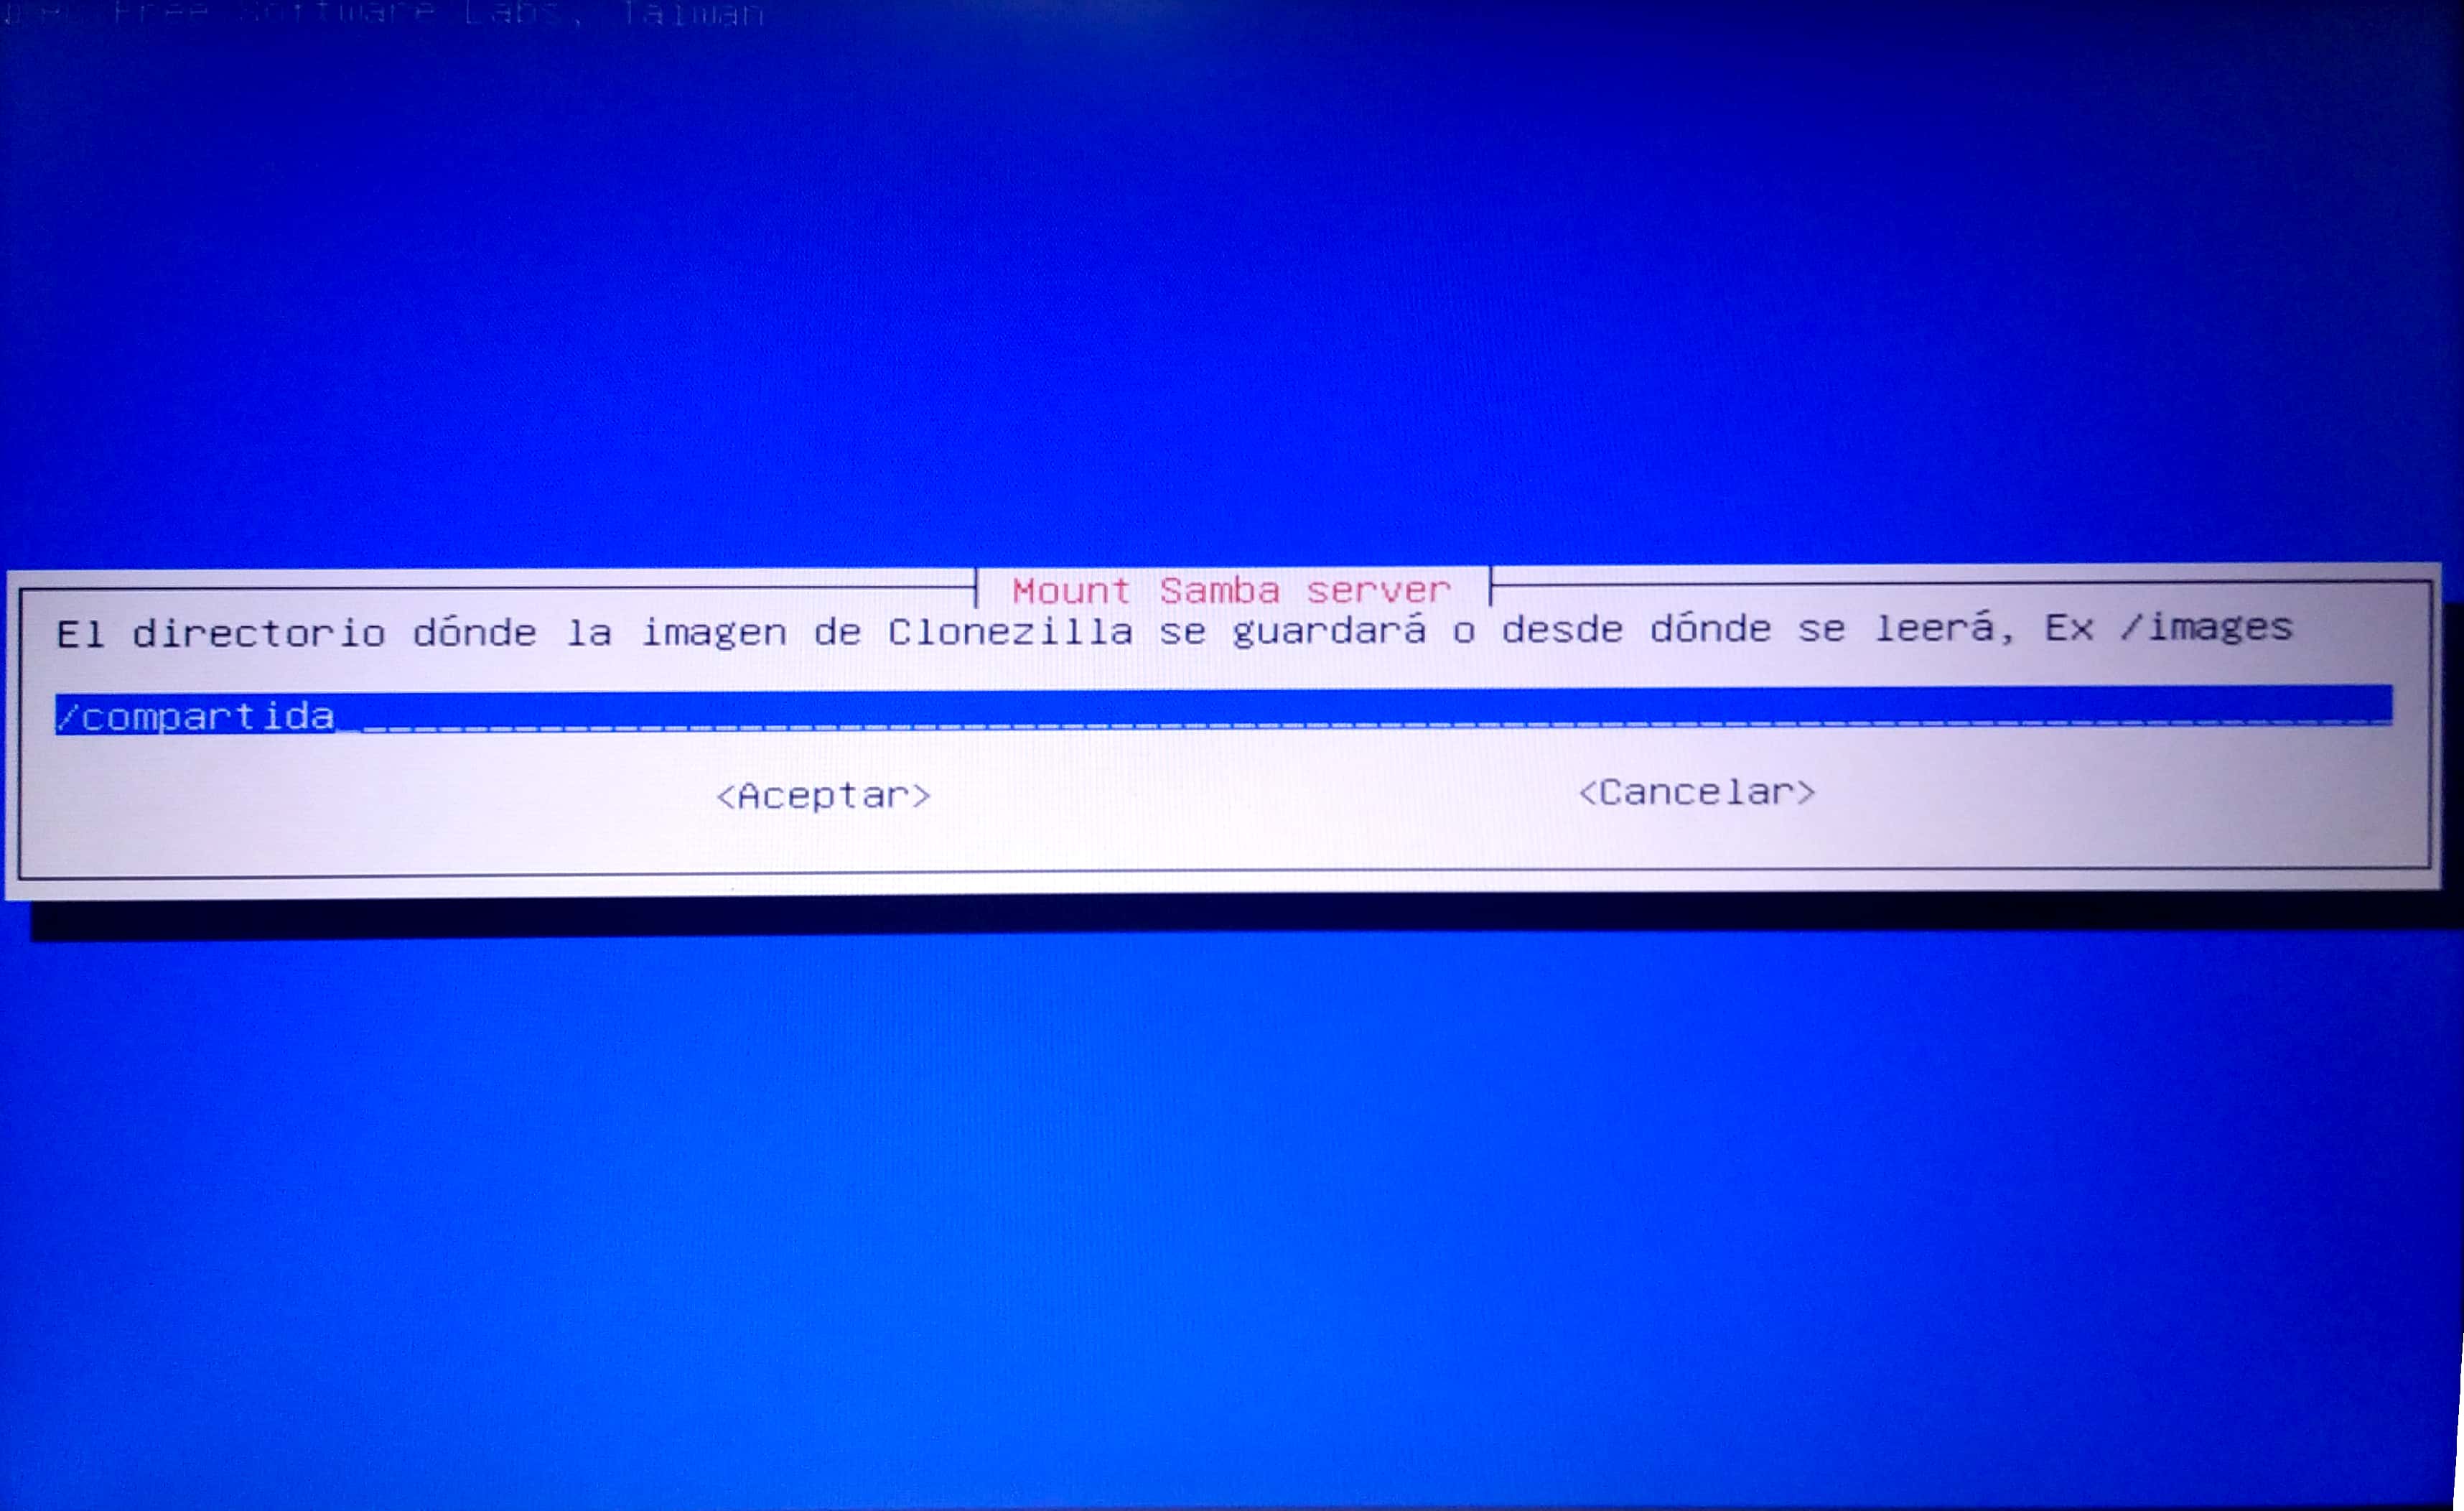 Free Software Labs, Taiwan
Mount Samba server
El directorio dónde la imagen de Clonezilla se guardará o desde dónde se leerá, Ex /images
/compartida
<Aceptar> <Cancelar>